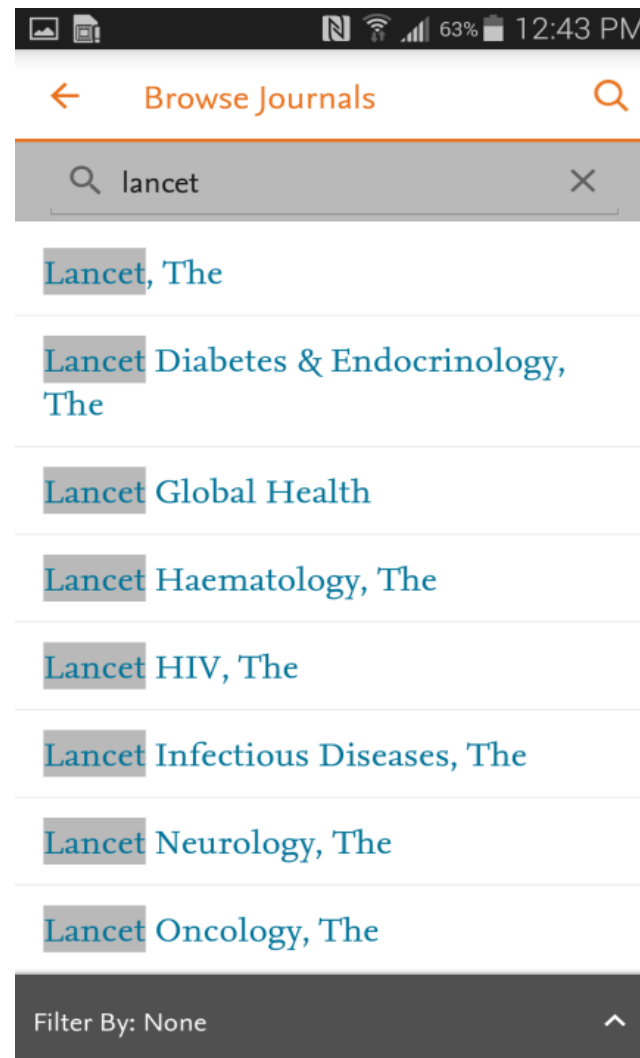 63% 12:43 PM
Browse Journals
lancet
Lancet, The
Lancet Diabetes & Endocrinology,
The
Lancet Global Health
Lancet Haematology, The
Lancet HIV, The
Lancet Infectious Diseases, The
Lancet Neurology, The
Lancet Oncology, The
Filter By: None